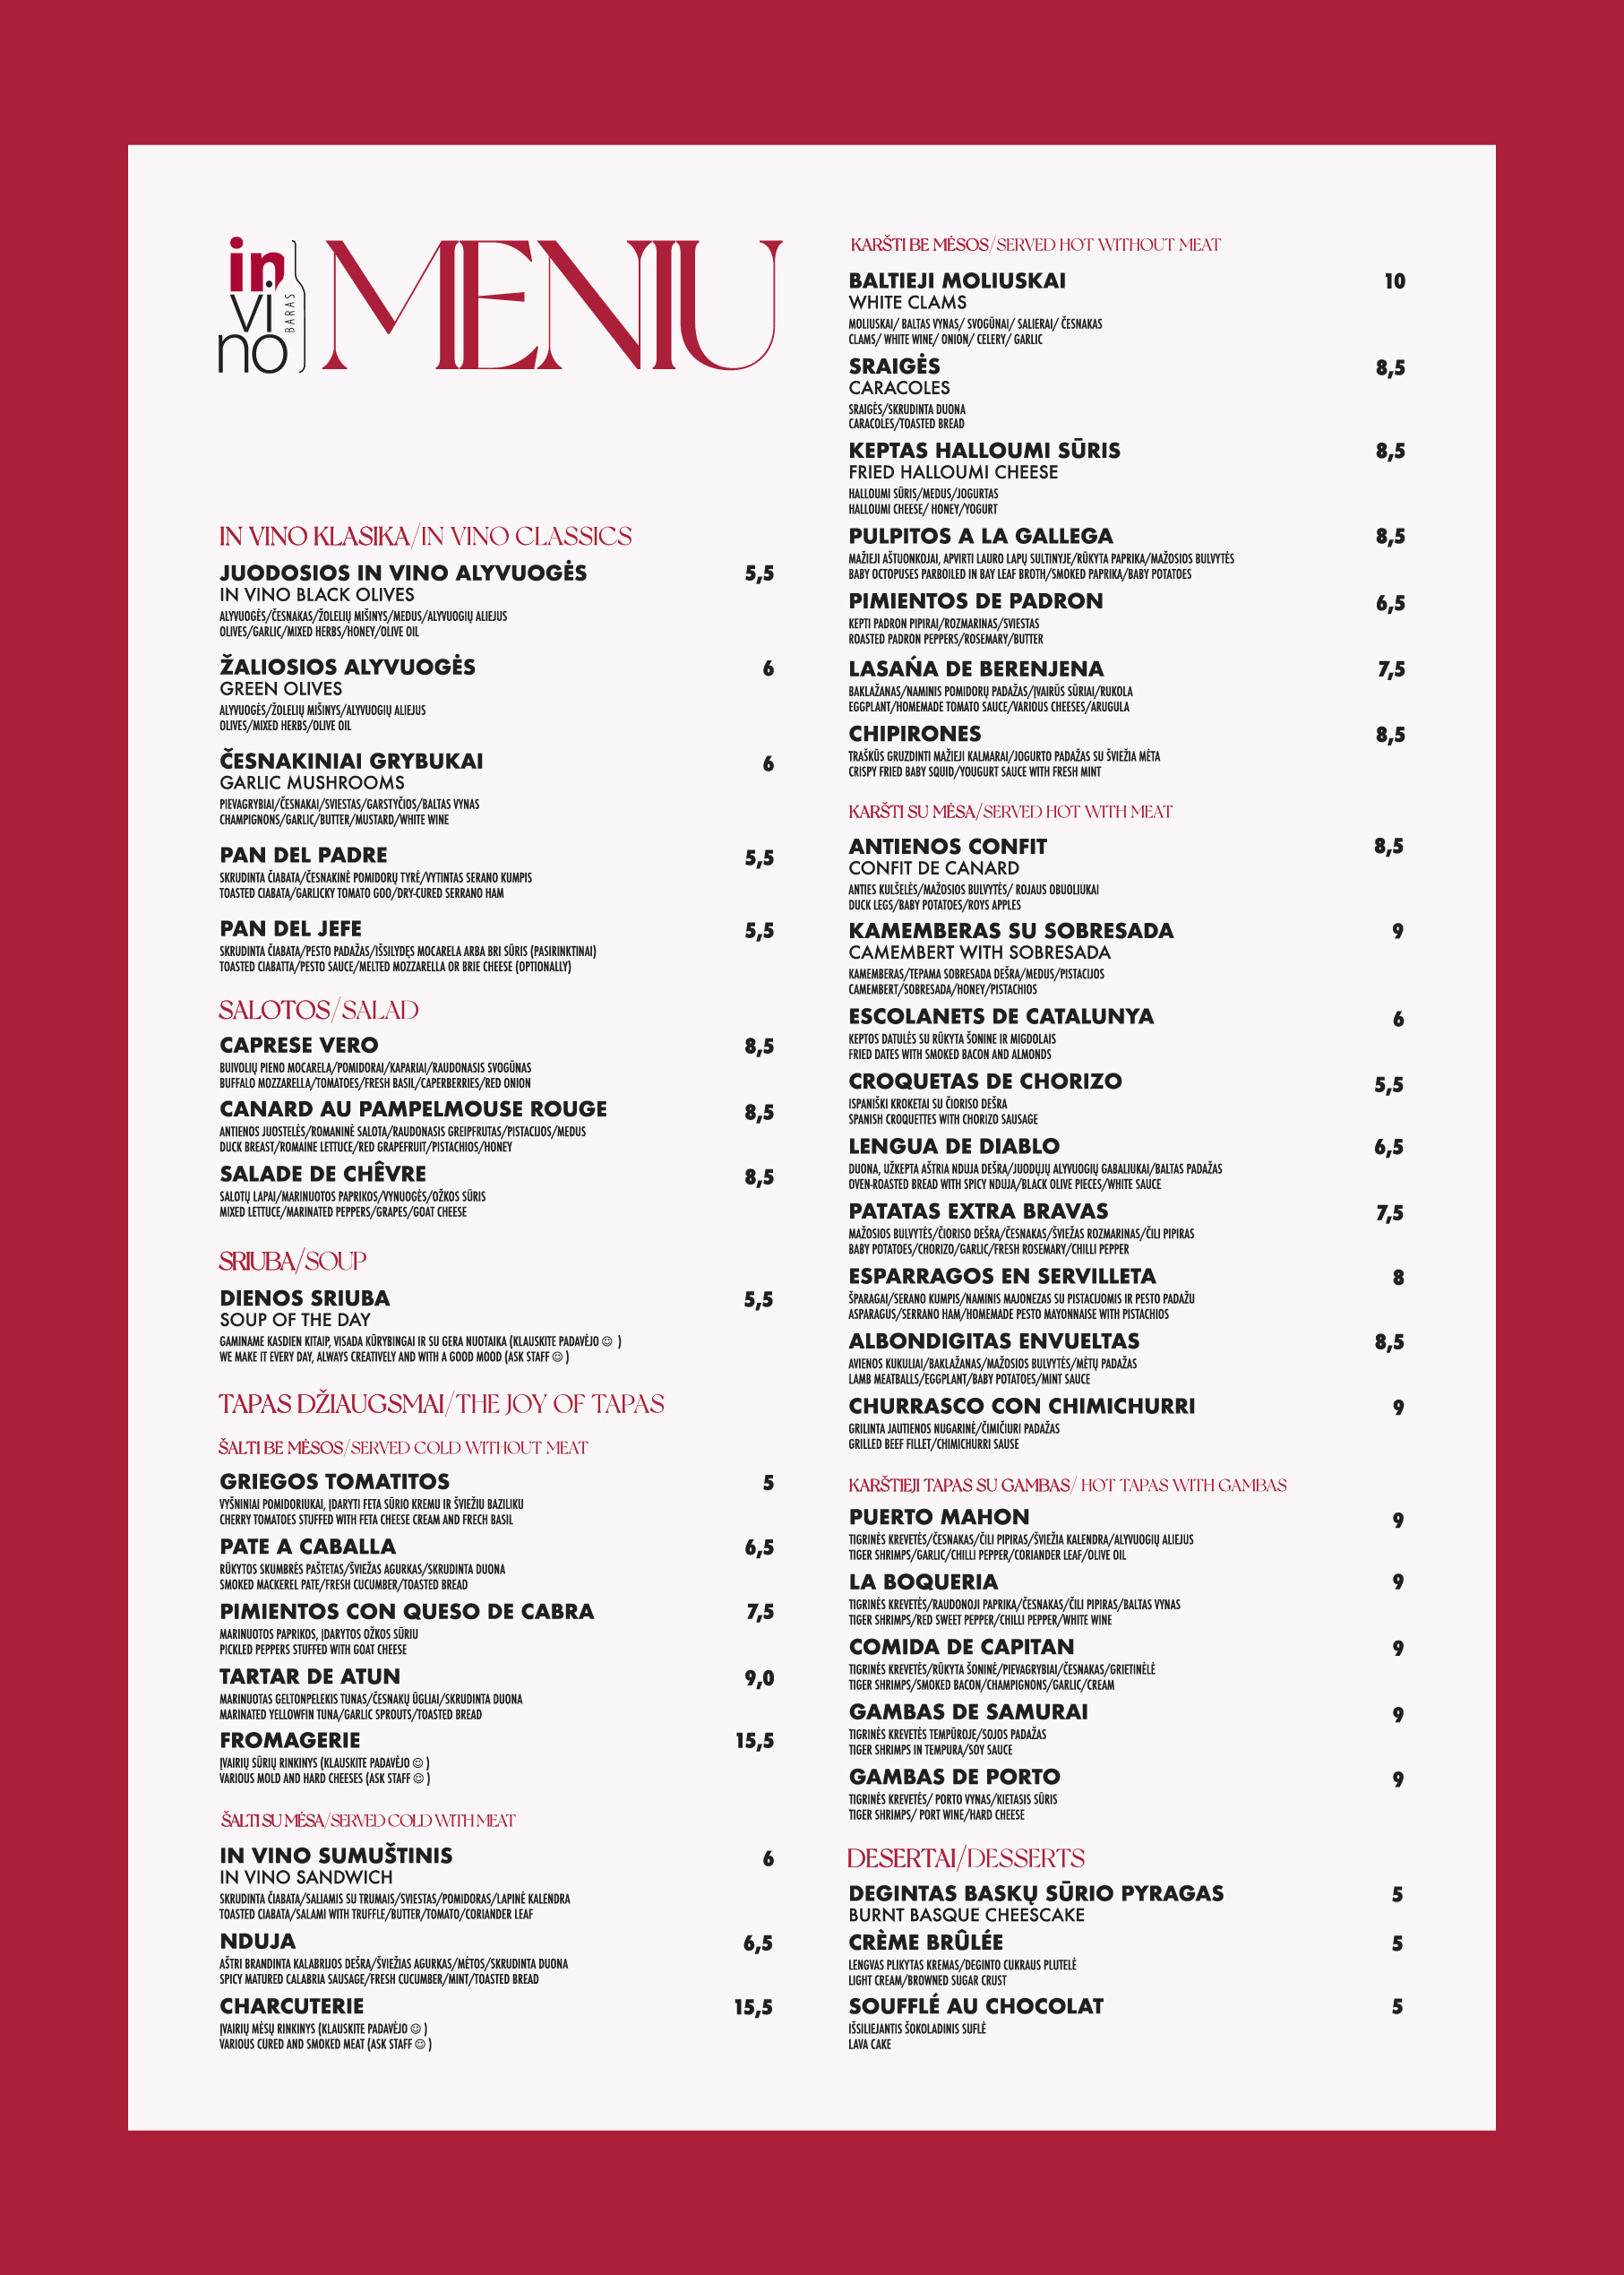 in
vi
no
BARAS
MENIU
IN VINO KLASIKA/IN VINO CLASSICS
JUODOSIOS IN VINO ALYVUOGĖS 5,5
IN VINO BLACK OLIVES
ALYVUOGĖS/ČESNAKAS/ŽOLELIŲ MIŠINYS/MEDUS/ALYVUOGIŲ ALIEJUS
OLIVES/GARLIC/MIXED HERBS/HONEY/OLIVE OIL
ŽALIOSIOS ALYVUOGĖS 6
GREEN OLIVES
ALYVUOGĖS/ŽOLELIŲ MIŠINYS/ALYVUOGIŲ ALIEJUS
OLIVES/MIXED HERBS/OLIVE OIL
ČESNAKINIAI GRYBUKAI 6
GARLIC MUSHROOMS
PIEVAGRYBIAI/ČESNAKAI/SVIESTAS/GARSTYČIOS/BALTAS VYNAS
CHAMPIGNONS/GARLIC/BUTTER/MUSTARD/WHITE WINE
PAN DEL PADRE 5,5
SKRUDINTA ČIABATA/ČESNAKINĖ POMIDORŲ TYRĖ/VYTINTAS SERANO KUMPIS
TOASTED CIABATA/GARLICKY TOMATO GOO/DRY-CURED SERRANO HAM
PAN DEL JEFE 5,5
SKRUDINTA ČIABATA/PESTO PADAŽAS/IŠSILYDĘS MOCARELA ARBA BRI SŪRIS (PASIRINKTINAI)
TOASTED CIABATTA/PESTO SAUCE/MELTED MOZZARELLA OR BRIE CHEESE (OPTIONALLY)
SALOTOS/SALAD
CAPRESE VERO 8,5
BUIVOLIŲ PIENO MOCARELA/POMIDORAI/KAPARIAI/RAUDONASIS SVOGŪNAS
BUFFALO MOZZARELLA/TOMATOES/FRESH BASIL/CAPERBERRIES/RED ONION
CANARD AU PAMPELMOUSE ROUGE 8,5
ANTIENOS JUOSTELĖS/ROMANINĖ SALOTA/RAUDONASIS GREIPFRUTAS/PISTACIJOS/MEDUS
DUCK BREAST/ROMAINE LETTUCE/RED GRAPEFRUIT/PISTACHIOS/HONEY
SALADE DE CHÊVRE 8,5
SALOTŲ LAPAI/MARINUOTOS PAPRIKOS/VYNUOGĖS/OŽKOS SŪRIS
MIXED LETTUCE/MARINATED PEPPERS/GRAPES/GOAT CHEESE
SRIUBA/SOUP
DIENOS SRIUBA 5,5
SOUP OF THE DAY
GAMINAME KASDIEN KITAIP, VISADA KŪRYBINGAI IR SU GERA NUOTAIKA (KLAUSKITE PADAVĖJO ☺ )
WE MAKE IT EVERY DAY, ALWAYS CREATIVELY AND WITH A GOOD MOOD (ASK STAFF ☺ )
TAPAS DŽIAUGSMAI/THE JOY OF TAPAS
ŠALTI BE MĖSOS/SERVED COLD WITHOUT MEAT
GRIEGOS TOMATITOS 5
VYŠNINIAI POMIDORIUKAI, ĮDARYTI FETA SŪRIO KREMU IR ŠVIEŽIU BAZILIKU
CHERRY TOMATOES STUFFED WITH FETA CHEESE CREAM AND FRECH BASIL
PATE A CABALLA 6,5
RŪKYTOS SKUMBRĖS PAŠTETAS/ŠVIEŽAS AGURKAS/SKRUDINTA DUONA
SMOKED MACKEREL PATE/FRESH CUCUMBER/TOASTED BREAD
PIMIENTOS CON QUESO DE CABRA 7,5
MARINUOTOS PAPRIKOS, ĮDARYTOS OŽKOS SŪRIU
PICKLED PEPPERS STUFFED WITH GOAT CHEESE
TARTAR DE ATUN 9,0
MARINUOTAS GELTONPELEKIS TUNAS/ČESNAKŲ ŪGLIAI/SKRUDINTA DUONA
MARINATED YELLOWFIN TUNA/GARLIC SPROUTS/TOASTED BREAD
FROMAGERIE 15,5
ĮVAIRIŲ SŪRIŲ RINKINYS (KLAUSKITE PADAVĖJO ☺ )
VARIOUS MOLD AND HARD CHEESES (ASK STAFF ☺ )
ŠALTI SU MĖSA/SERVED COLD WITH MEAT
IN VINO SUMUŠTINIS 6
IN VINO SANDWICH
SKRUDINTA ČIABATA/SALIAMIS SU TRUMAIS/SVIESTAS/POMIDORAS/LAPINĖ KALENDRA
TOASTED CIABATA/SALAMI WITH TRUFFLE/BUTTER/TOMATO/CORIANDER LEAF
NDUJA 6,5
AŠTRI BRANDINTA KALABRIJOS DEŠRA/ŠVIEŽIAS AGURKAS/MĖTOS/SKRUDINTA DUONA
SPICY MATURED CALABRIA SAUSAGE/FRESH CUCUMBER/MINT/TOASTED BREAD
CHARCUTERIE 15,5
ĮVAIRIŲ MĖSŲ RINKINYS (KLAUSKITE PADAVĖJO ☺ )
VARIOUS CURED AND SMOKED MEAT (ASK STAFF ☺ )
KARŠTI BE MĖSOS/SERVED HOT WITHOUT MEAT
BALTIEJI MOLIUSKAI 10
WHITE CLAMS
MOLIUSKAI/ BALTAS VYNAS/ SVOGŪNAI/ SALIERAI/ ČESNAKAS
CLAMS/ WHITE WINE/ ONION/ CELERY/ GARLIC
SRAIGĖS 8,5
CARACOLES
SRAIGĖS/SKRUDINTA DUONA
CARACOLES/TOASTED BREAD
KEPTAS HALLOUMI SŪRIS 8,5
FRIED HALLOUMI CHEESE
HALLOUMI SŪRIS/MEDUS/JOGURTAS
HALLOUMI CHEESE/ HONEY/YOGURT
PULPITOS A LA GALLEGA 8,5
MAŽIEJI AŠTUONKOJAI, APVIRTI LAURO LAPŲ SULTINYJE/RŪKYTA PAPRIKA/MAŽOSIOS BULVYTĖS
BABY OCTOPUSES PARBOILED IN BAY LEAF BROTH/SMOKED PAPRIKA/BABY POTATOES
PIMIENTOS DE PADRON 6,5
KEPTI PADRON PIPIRAI/ROZMARINAS/SVIESTAS
ROASTED PADRON PEPPERS/ROSEMARY/BUTTER
LASAŃA DE BERENJENA 7,5
BAKLAŽANAS/NAMINIS POMIDORŲ PADAŽAS/ĮVAIRŪS SŪRIAI/RUKOLA
EGGPLANT/HOMEMADE TOMATO SAUCE/VARIOUS CHEESES/ARUGULA
CHIPIRONES 8,5
TRAŠKŪS GRUZDINTI MAŽIEJI KALMARAI/JOGURTO PADAŽAS SU ŠVIEŽIA MĖTA
CRISPY FRIED BABY SQUID/YOUGURT SAUCE WITH FRESH MINT
KARŠTI SU MĖSA/SERVED HOT WITH MEAT
ANTIENOS CONFIT 8,5
CONFIT DE CANARD
ANTIES KULŠELĖS/MAŽOSIOS BULVYTĖS/ ROJAUS OBUOLIUKAI
DUCK LEGS/BABY POTATOES/ROYS APPLES
KAMEMBERAS SU SOBRESADA 9
CAMEMBERT WITH SOBRESADA
KAMEMBERAS/TEPAMA SOBRESADA DEŠRA/MEDUS/PISTACIJOS
CAMEMBERT/SOBRESADA/HONEY/PISTACHIOS
ESCOLANETS DE CATALUNYA 6
KEPTOS DATULĖS SU RŪKYTA ŠONINE IR MIGDOLAIS
FRIED DATES WITH SMOKED BACON AND ALMONDS
CROQUETAS DE CHORIZO 5,5
ISPANIŠKI KROKETAI SU ČIORISO DEŠRA
SPANISH CROQUETTES WITH CHORIZO SAUSAGE
LENGUA DE DIABLO 6,5
DUONA, UŽKEPTA AŠTRIA NDUJA DEŠRA/JUODŲJŲ ALYVUOGIŲ GABALIUKAI/BALTAS PADAŽAS
OVEN-ROASTED BREAD WITH SPICY NDUJA/BLACK OLIVE PIECES/WHITE SAUCE
PATATAS EXTRA BRAVAS 7,5
MAŽOSIOS BULVYTĖS/ČIORISO DEŠRA/ČESNAKAS/ŠVIEŽAS ROZMARINAS/ČILI PIPIRAS
BABY POTATOES/CHORIZO/GARLIC/FRESH ROSEMARY/CHILLI PEPPER
ESPARRAGOS EN SERVILLETA 8
ŠPARAGAI/SERANO KUMPIS/NAMINIS MAJONEZAS SU PISTACIJOMIS IR PESTO PADAŽU
ASPARAGUS/SERRANO HAM/HOMEMADE PESTO MAYONNAISE WITH PISTACHIOS
ALBONDIGITAS ENVUELTAS 8,5
AVIENOS KUKULIAI/BAKLAŽANAS/MAŽOSIOS BULVYTĖS/MĖTŲ PADAŽAS
LAMB MEATBALLS/EGGPLANT/BABY POTATOES/MINT SAUCE
CHURRASCO CON CHIMICHURRI 9
GRILINTA JAUTIENOS NUGARINĖ/ČIMIČIURI PADAŽAS
GRILLED BEEF FILLET/CHIMICHURRI SAUSE
KARŠTIEJI TAPAS SU GAMBAS/ HOT TAPAS WITH GAMBAS
PUERTO MAHON 9
TIGRINĖS KREVETĖS/ČESNAKAS/ČILI PIPIRAS/ŠVIEŽIA KALENDRA/ALYVUOGIŲ ALIEJUS
TIGER SHRIMPS/GARLIC/CHILLI PEPPER/CORIANDER LEAF/OLIVE OIL
LA BOQUERIA 9
TIGRINĖS KREVETĖS/RAUDONOJI PAPRIKA/ČESNAKAS/ČILI PIPIRAS/BALTAS VYNAS
TIGER SHRIMPS/RED SWEET PEPPER/CHILLI PEPPER/WHITE WINE
COMIDA DE CAPITAN 9
TIGRINĖS KREVETĖS/RŪKYTA ŠONINĖ/PIEVAGRYBIAI/ČESNAKAS/GRIETINĖLĖ
TIGER SHRIMPS/SMOKED BACON/CHAMPIGNONS/GARLIC/CREAM
GAMBAS DE SAMURAI 9
TIGRINĖS KREVETĖS TEMPŪROJE/SOJOS PADAŽAS
TIGER SHRIMPS IN TEMPURA/SOY SAUCE
GAMBAS DE PORTO 9
TIGRINĖS KREVETĖS/ PORTO VYNAS/KIETASIS SŪRIS
TIGER SHRIMPS/ PORT WINE/HARD CHEESE
DESERTAI/DESSERTS
DEGINTAS BASKŲ SŪRIO PYRAGAS 5
BURNT BASQUE CHEESCAKE
CRÈME BRÛLÉE 5
LENGVAS PLIKYTAS KREMAS/DEGINTO CUKRAUS PLUTELĖ
LIGHT CREAM/BROWNED SUGAR CRUST
SOUFFLÉ AU CHOCOLAT 5
IŠSILIEJANTIS ŠOKOLADINIS SUFLĖ
LAVA CAKE